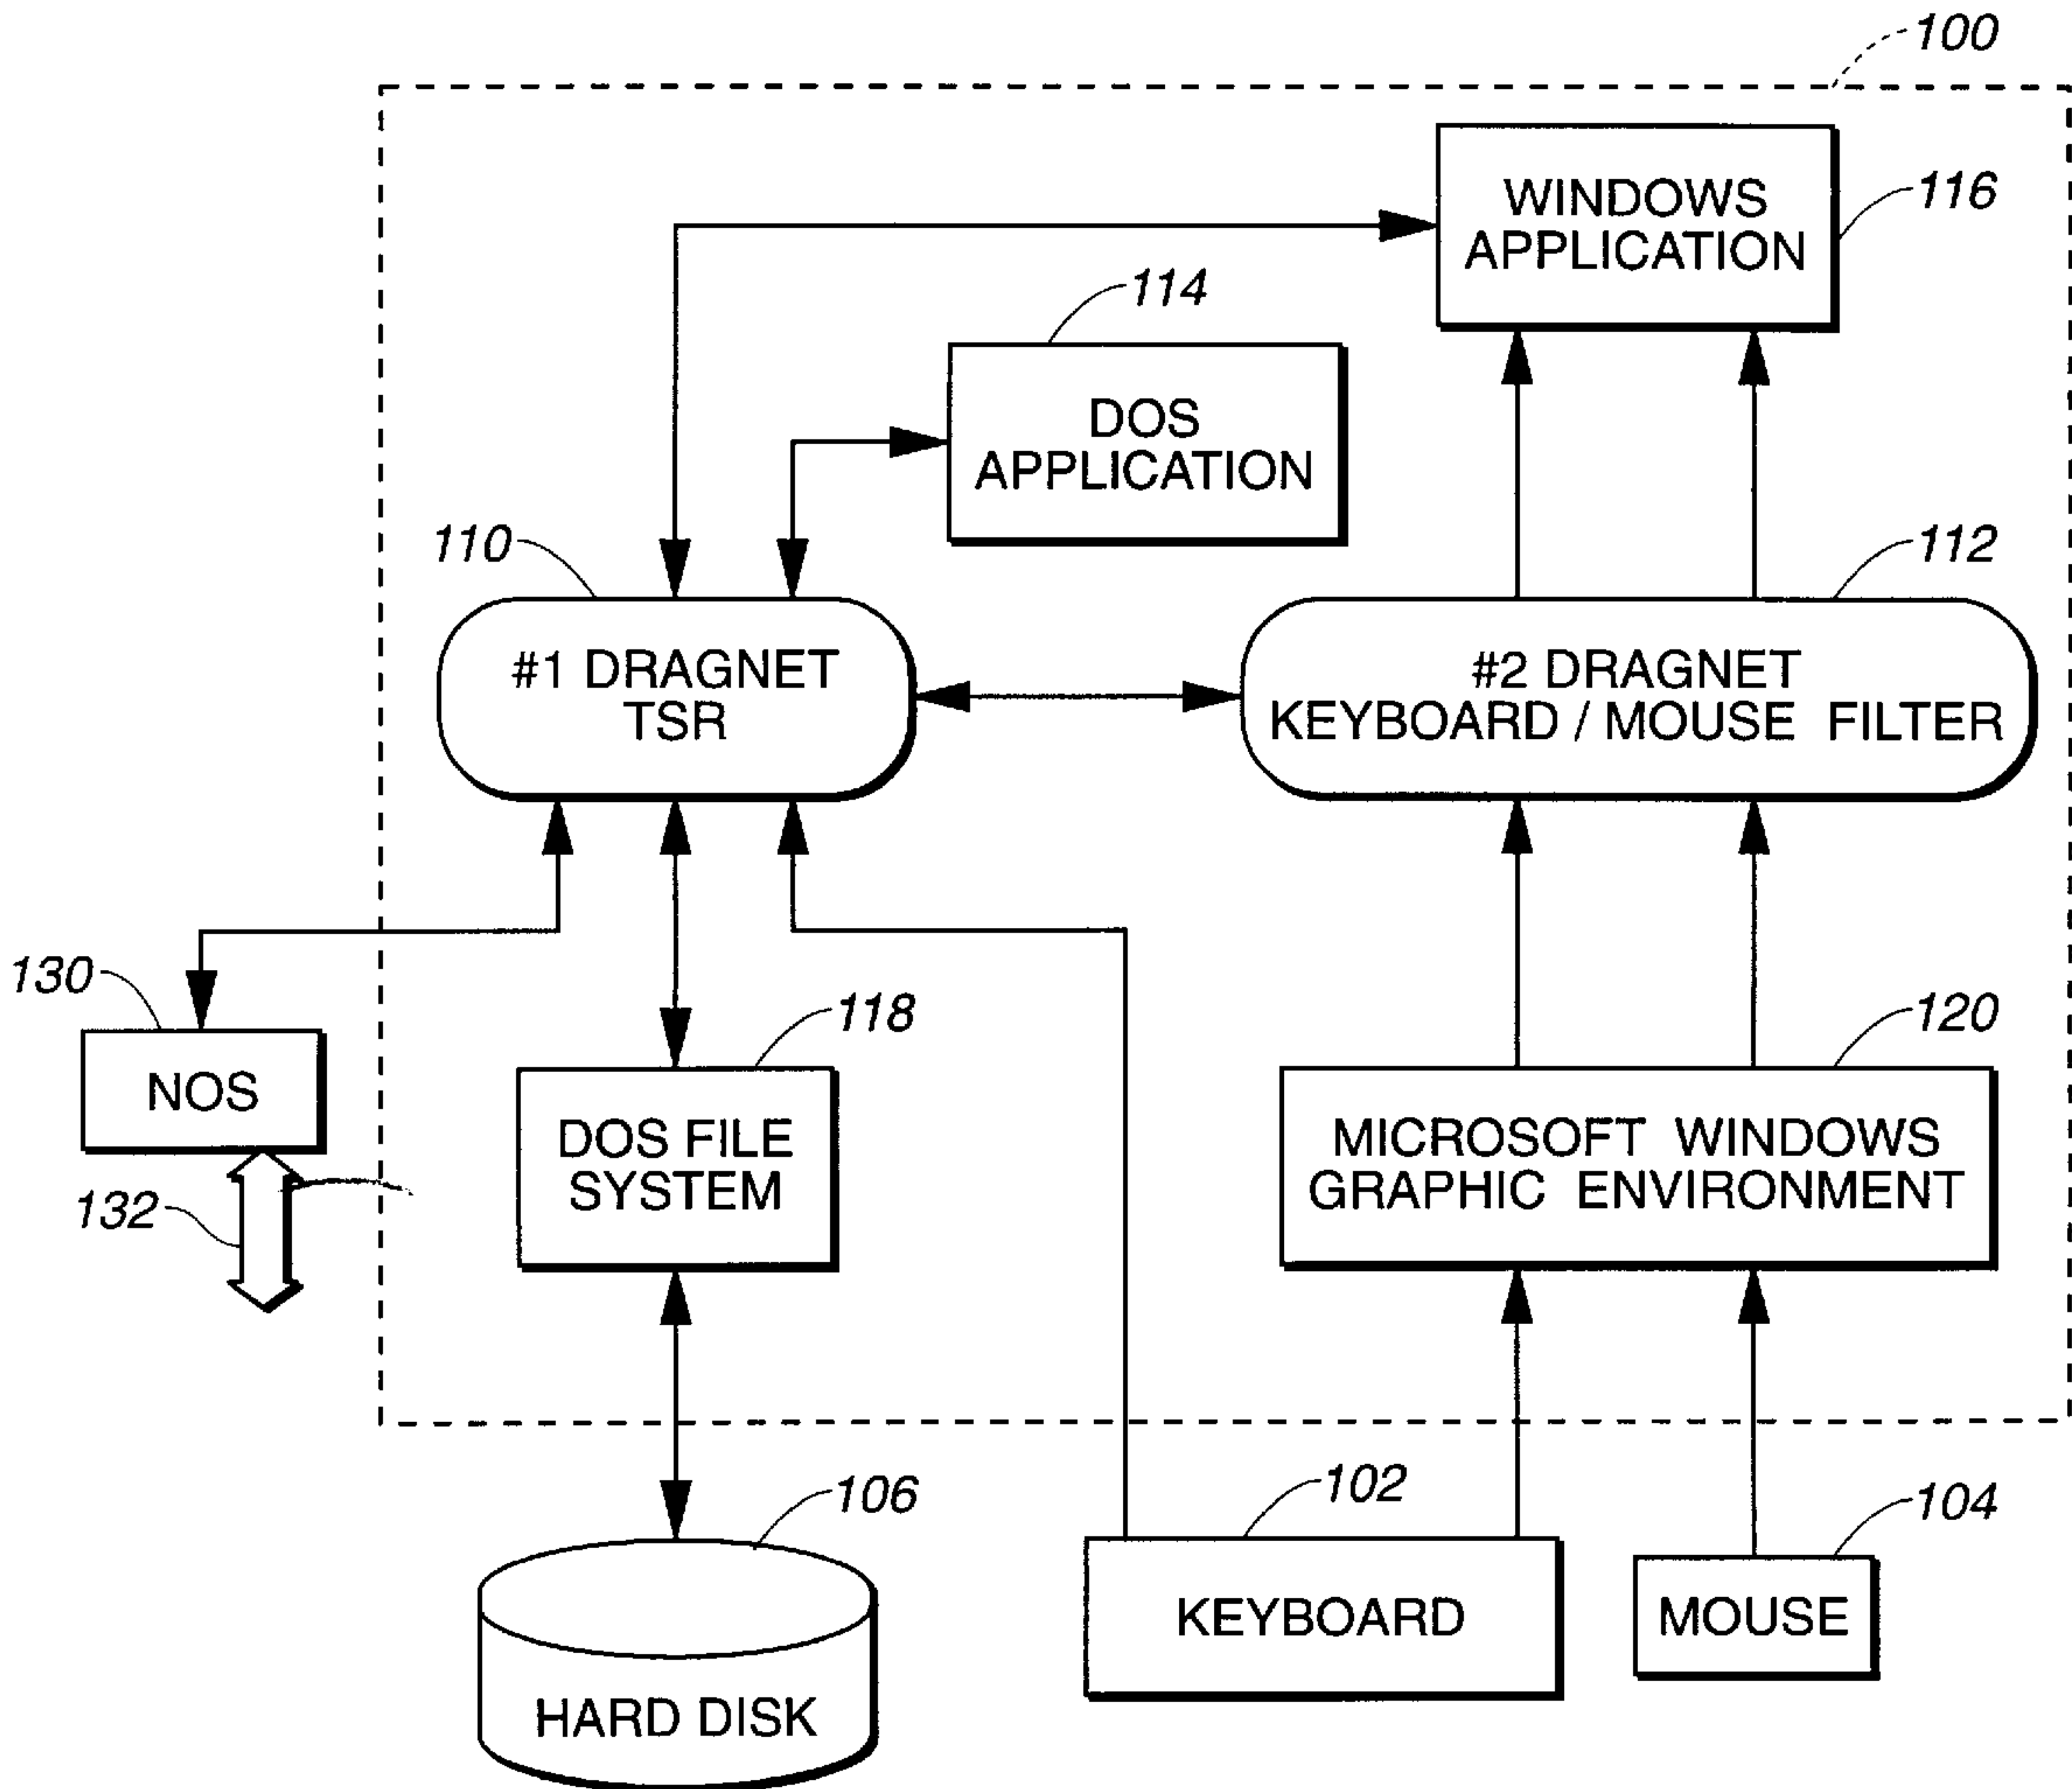 100
WINDOWS
APPLICATION
116
114
DOS
APPLICATION
110
112
#1 DRAGNET
TSR
#2 DRAGNET
KEYBOARD / MOUSE FILTER
130
NOS
118
120
DOS FILE
SYSTEM
MICROSOFT WINDOWS
GRAPHIC ENVIRONMENT
132
106
102
104
HARD DISK
KEYBOARD
MOUSE